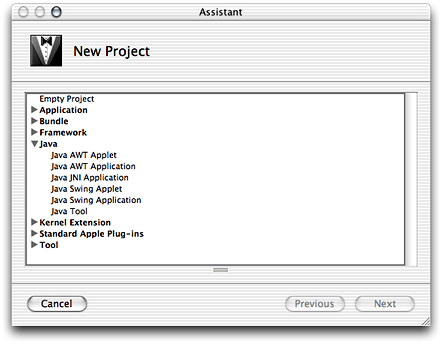 Assistant
New Project
Empty Project
Application
Bundle
Framework
Java
Java AWT Applet
Java AWT Application
Java JNI Application
Java Swing Applet
Java Swing Application
Java Tool
Kernel Extension
Standard Apple Plug-ins
Tool
Cancel Previous Next